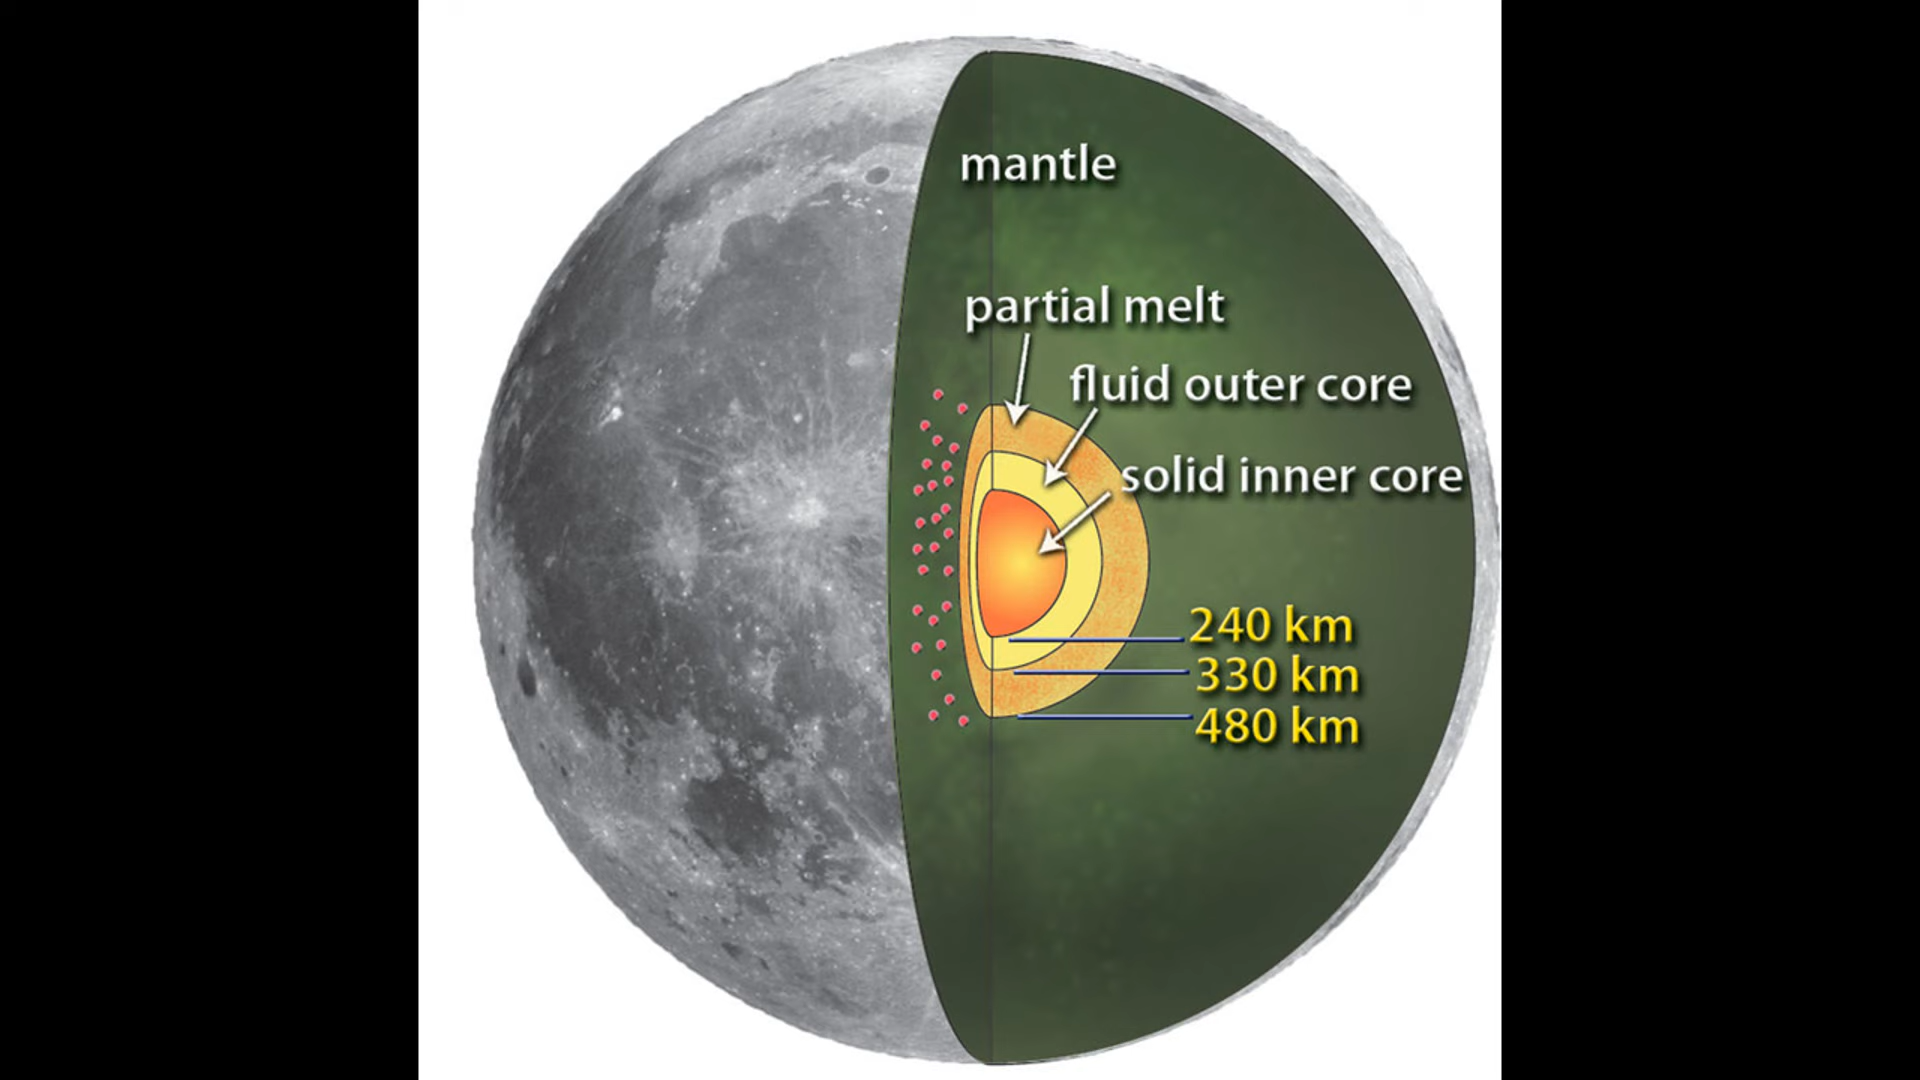 mantle
partial melt
fluid outer core
solid inner core
240 km
330 km
480 km